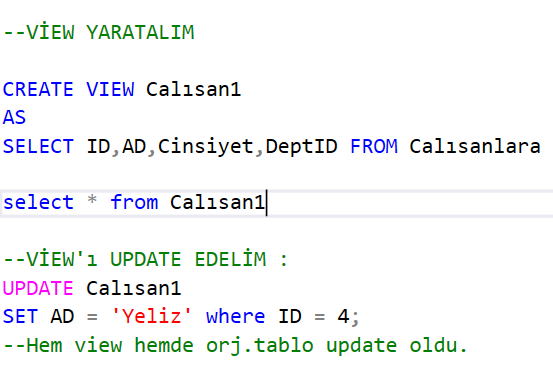 --VİEW YARATALIM
CREATE VIEW Calısan1
AS
SELECT ID,AD,Cinsiyet,DeptID FROM Calısanlara
select * from Calısan1
--VİEW'ı UPDATE EDELİM :
UPDATE Calısan1
SET AD = 'Yeliz' where ID = 4;
--Hem view hemde orj.tablo update oldu.